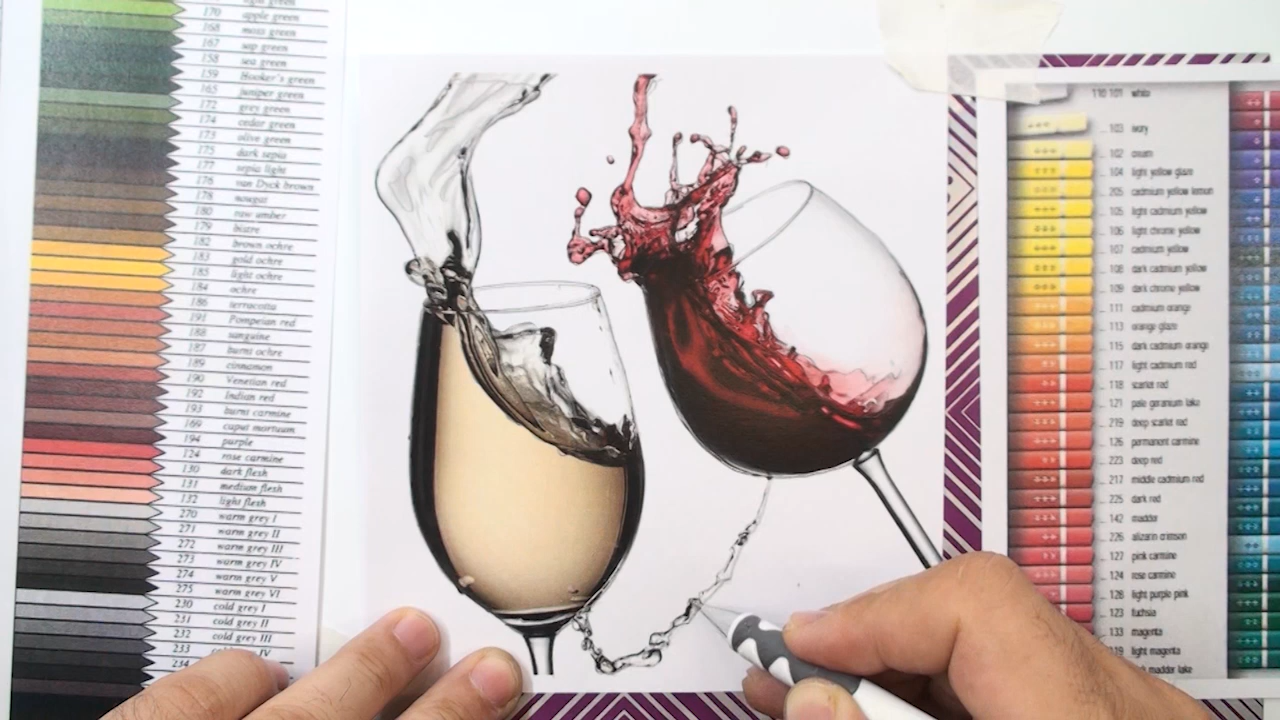 170 apple green
168 moss green
167 sap green
158 sea green
159 Hooker's green
165 juniper green
172 grey green
174 cedar green
173 olive green
175 dark sepia
177 sepia light
176 van Dyck brown
178 nougat
180 raw umber
179 bistre
182 brown ochre
183 gold ochre
185 light ochre
184 ochre
186 terracotta
191 Pompeian red
188 sanguine
187 burnt ochre
189 cinnamon
190 Venetian red
192 Indian red
193 burnt carmine
169 caput mortuum
194 purple
124 rose carmine
130 dark flesh
131 medium flesh
132 light flesh
270 warm grey I
271 warm grey II
272 warm grey III
273 warm grey IV
274 warm grey V
275 warm grey VI
230 cold grey I
231 cold grey II
232 cold grey III
233 IV
234
110 101 white
... 103 ivory
... 102 cream
... 104 light yellow glaze
... 205 cadmium yellow lemon
... 105 light cadmium yellow
... 106 light chrome yellow
... 107 cadmium yellow
... 108 dark cadmium yellow
... 109 dark chrome yellow
... 111 cadmium orange
... 113 orange glaze
... 115 dark cadmium orange
... 117 light cadmium red
... 118 scarlet red
... 121 pale geranium lake
... 219 deep scarlet red
... 126 permanent carmine
... 223 deep red
... 217 middle cadmium red
... 225 dark red
... 142 madder
... 226 alizarin crimson
... 127 pink carmine
... 124 rose carmine
... 128 light purple pink
... 123 fuchsia
133 magenta
119 light magenta
madder lake